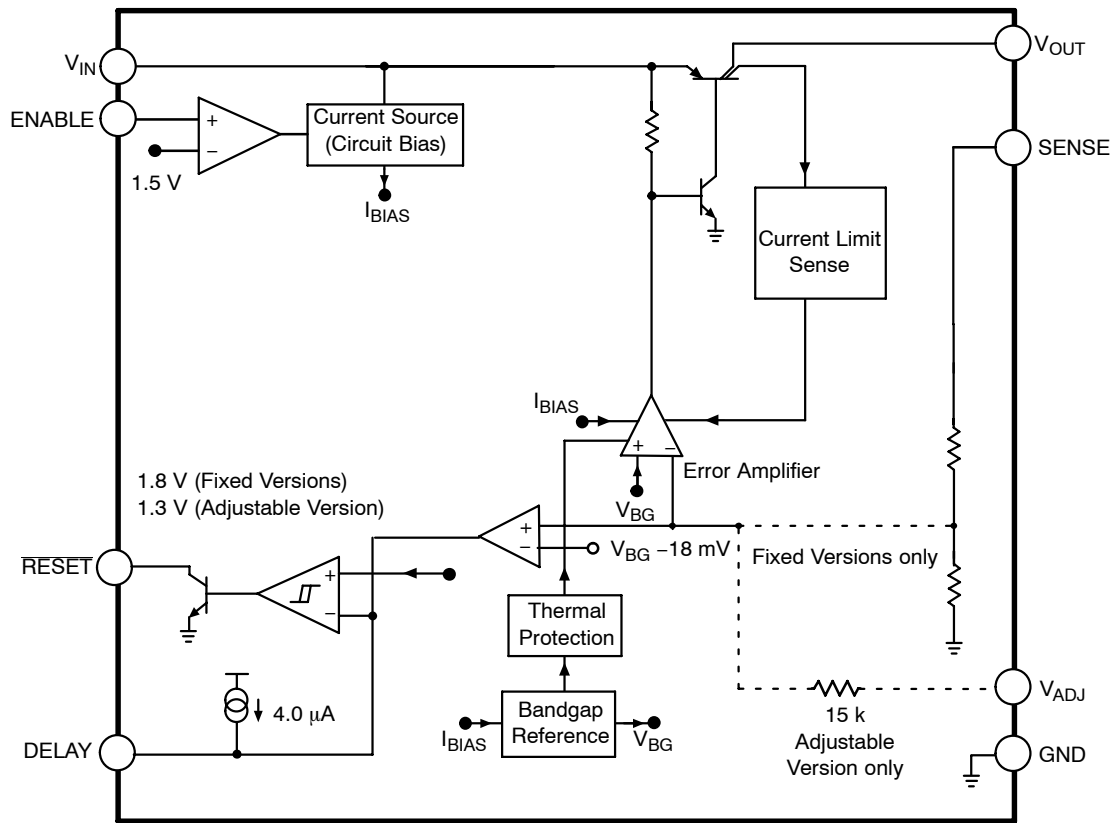 V_IN
V_OUT
ENABLE
+
−
1.5 V
Current Source
(Circuit Bias)
I_BIAS
SENSE
Current Limit
Sense
I_BIAS
+ −
Error Amplifier
V_BG
1.8 V (Fixed Versions)
1.3 V (Adjustable Version)
+
−
V_BG −18 mV
Fixed Versions only
RESET
+
−
Thermal
Protection
4.0 μA
15 k
Adjustable
Version only
V_ADJ
DELAY
I_BIAS
Bandgap
Reference
V_BG
GND